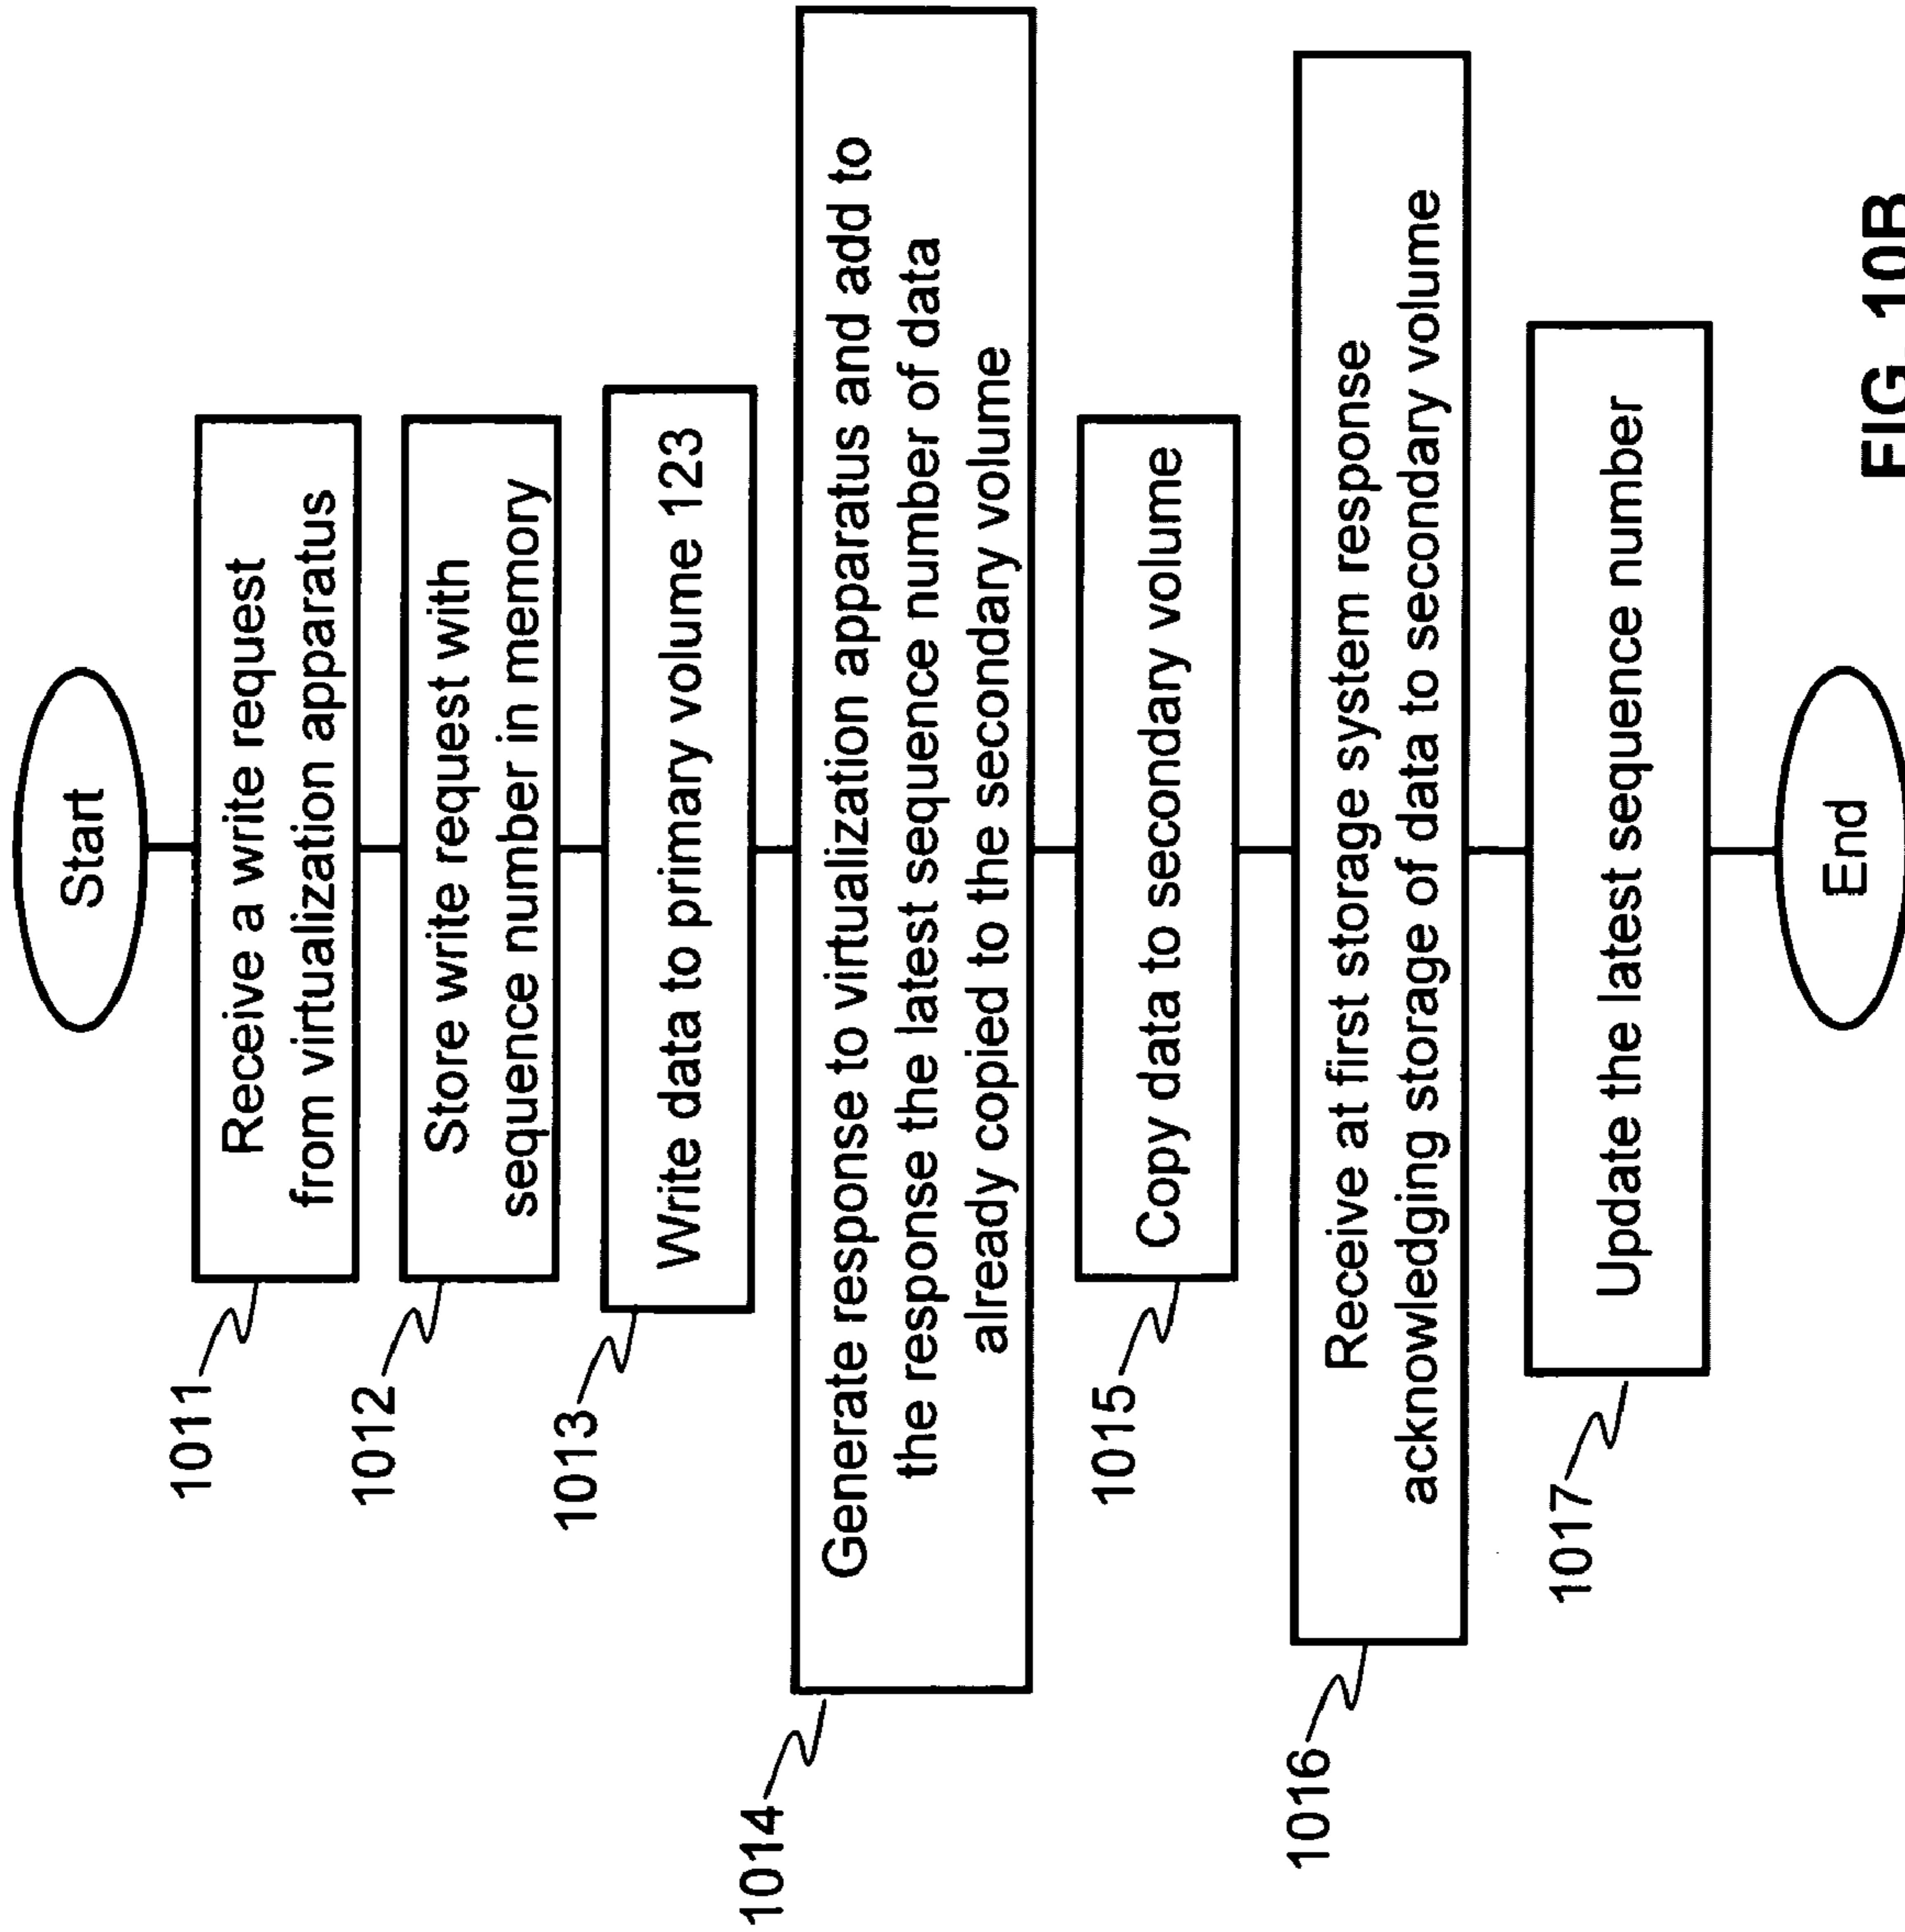 Start
1011
Receive a write request
from virtualization apparatus
1012
Store write request with
sequence number in memory
1013
Write data to primary volume 123
1014
Generate response to virtualization apparatus and add to
the response the latest sequence number of data
already copied to the secondary volume
1015
Copy data to secondary volume
1016
Receive at first storage system response
acknowledging storage of data to secondary volume
1017
Update the latest sequence number
End
FIG. 10B